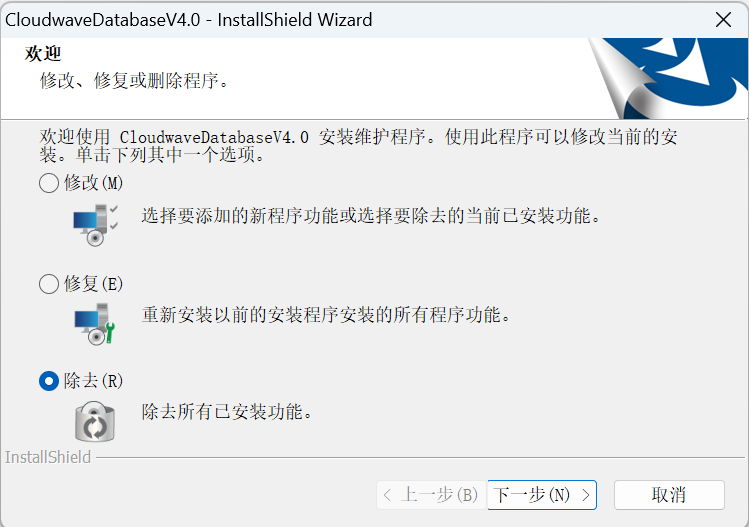 CloudwaveDatabaseV4.0 - InstallShield Wizard
欢迎
修改、修复或删除程序。
欢迎使用 CloudwaveDatabaseV4.0 安装维护程序。使用此程序可以修改当前的安
装。单击下列其中一个选项。
修改(M)
选择要添加的新程序功能或选择要除去的当前已安装功能。
修复(E)
重新安装以前的安装程序安装的所有程序功能。
除去(R)
除去所有已安装功能。
InstallShield
< 上一步(B) 下一步(N) > 取消